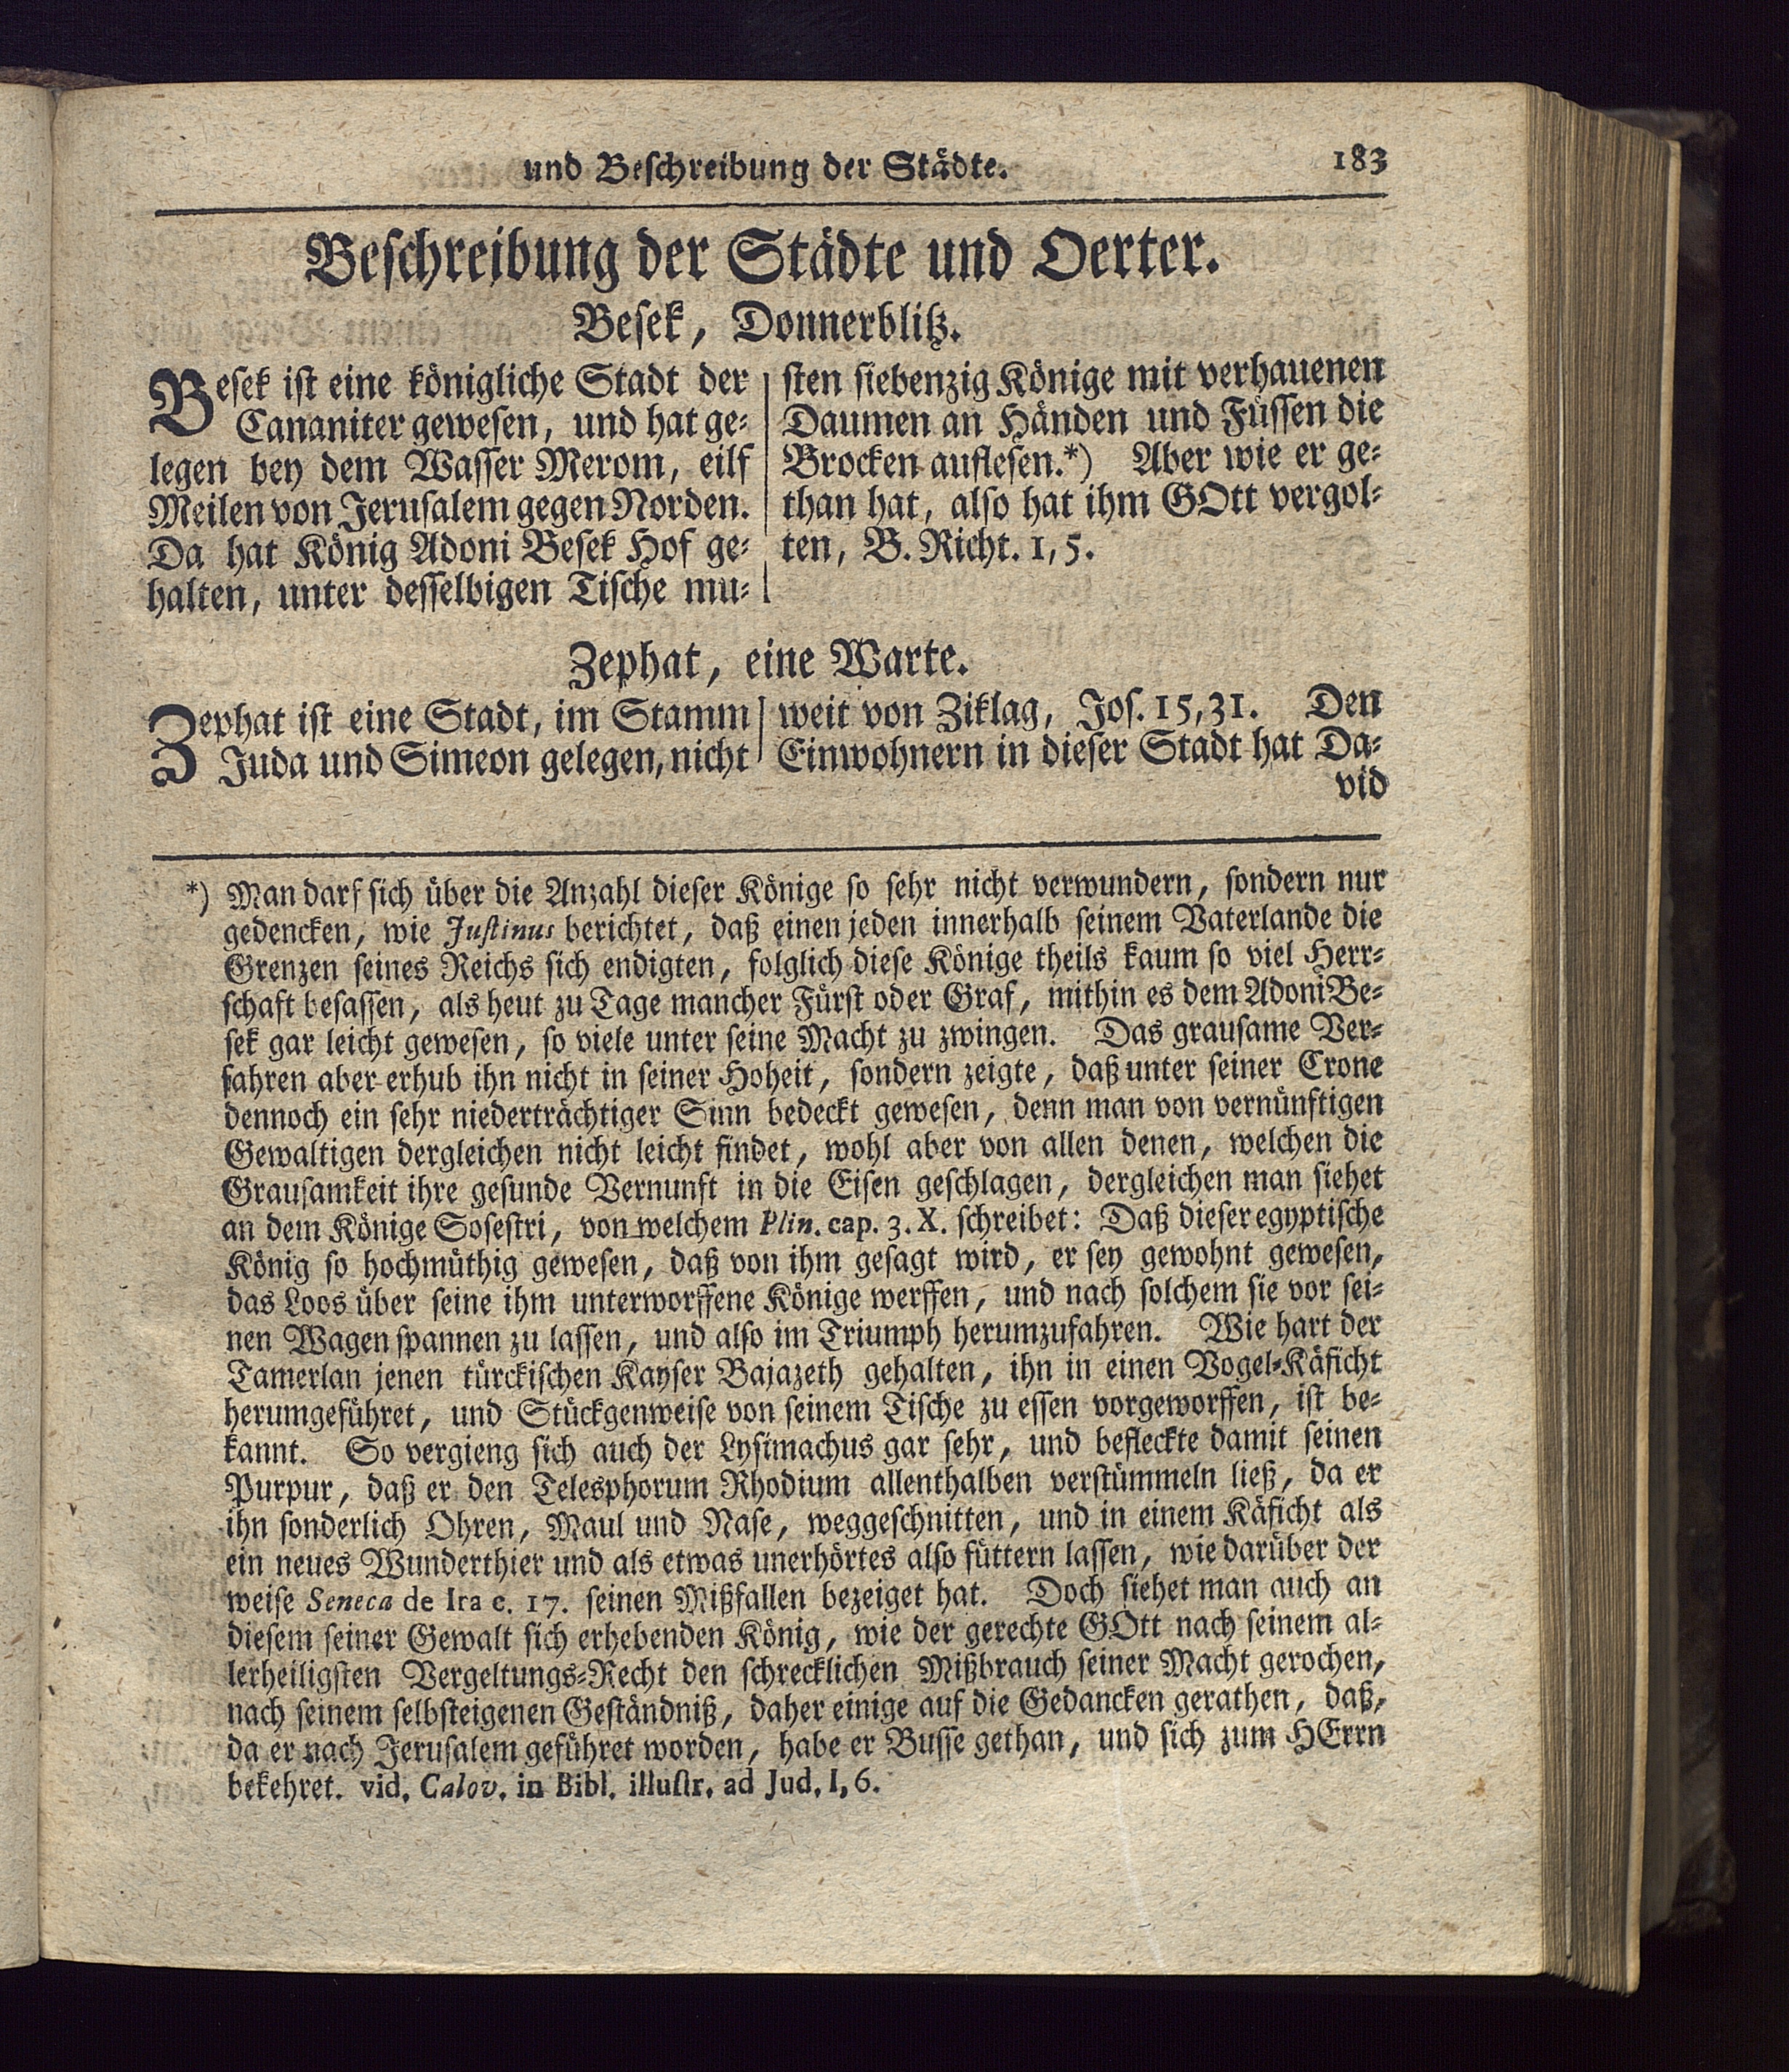 und Beschreibung der Städte. 183
Beschreibung der Städte und Oerter.
Besek, Donnerblitz.
Besek ist eine königliche Stadt der
Cananiter gewesen, und hat ge-
legen bey dem Wasser Merom, eilf
Meilen von Jerusalem gegen Norden.
Da hat König Adoni Besek Hof ge-
halten, unter desselbigen Tische mu-
sten siebenzig Könige mit verhauenen
Daumen an Händen und Füssen die
Brocken auflesen.*) Aber wie er ge-
than hat, also hat ihm GOtt vergol-
ten, B. Richt. 1, 5.
Zephat, eine Warte.
Zephat ist eine Stadt, im Stamm
Juda und Simeon gelegen, nicht
weit von Ziklag, Jos. 15, 31. Den
Einwohnern in dieser Stadt hat Da-
vid
*) Man darf sich über die Anzahl dieser Könige so sehr nicht verwundern, sondern nur
gedencken, wie Justinus berichtet, daß einen jeden innerhalb seinem Vaterlande die
Grenzen seines Reichs sich endigten, folglich diese Könige theils kaum so viel Herr-
schaft besassen, als heut zu Tage mancher Fürst oder Graf, mithin es dem Adoni Be-
sek gar leicht gewesen, so viele unter seine Macht zu zwingen. Das grausame Ver-
fahren aber erhub ihn nicht in seiner Hoheit, sondern zeigte, daß unter seiner Crone
dennoch ein sehr niederträchtiger Sinn bedeckt gewesen, denn man von vernünftigen
Gewaltigen dergleichen nicht leicht findet, wohl aber von allen denen, welchen die
Grausamkeit ihre gesunde Vernunft in die Eisen geschlagen, dergleichen man siehet
an dem Könige Sosestri, von welchem Plin. cap. 3. X. schreibet: Daß dieser egyptische
König so hochmüthig gewesen, daß von ihm gesagt wird, er sey gewohnt gewesen,
das Loos über seine ihm unterworffene Könige werffen, und nach solchem sie vor sei-
nen Wagen spannen zu lassen, und also im Triumph herumzufahren. Wie hart der
Tamerlan jenen türckischen Kayser Bajazeth gehalten, ihn in einen Vogel-Käficht
herumgeführet, und Stückgenweise von seinem Tische zu essen vorgeworffen, ist be-
kannt. So vergieng sich auch der Lysimachus gar sehr, und befleckte damit seinen
Purpur, daß er den Telesphorum Rhodium allenthalben verstümmeln ließ, da er
ihn sonderlich Ohren, Maul und Nase, weggeschnitten, und in einem Käficht als
ein neues Wunderthier und als etwas unerhörtes also füttern lassen, wie darüber der
weise Seneca de Ira c. 17. seinen Mißfallen bezeiget hat. Doch siehet man auch an
diesem seiner Gewalt sich erhebenden König, wie der gerechte GOtt nach seinem al-
lerheiligsten Vergeltungs-Recht den schrecklichen Mißbrauch seiner Macht gerochen,
nach seinem selbsteigenen Geständniß, daher einige auf die Gedancken gerathen, daß,
da er nach Jerusalem geführet worden, habe er Busse gethan, und sich zum HErrn
bekehret. vid. Calov. in Bibl. illustr. ad Jud. I, 6.